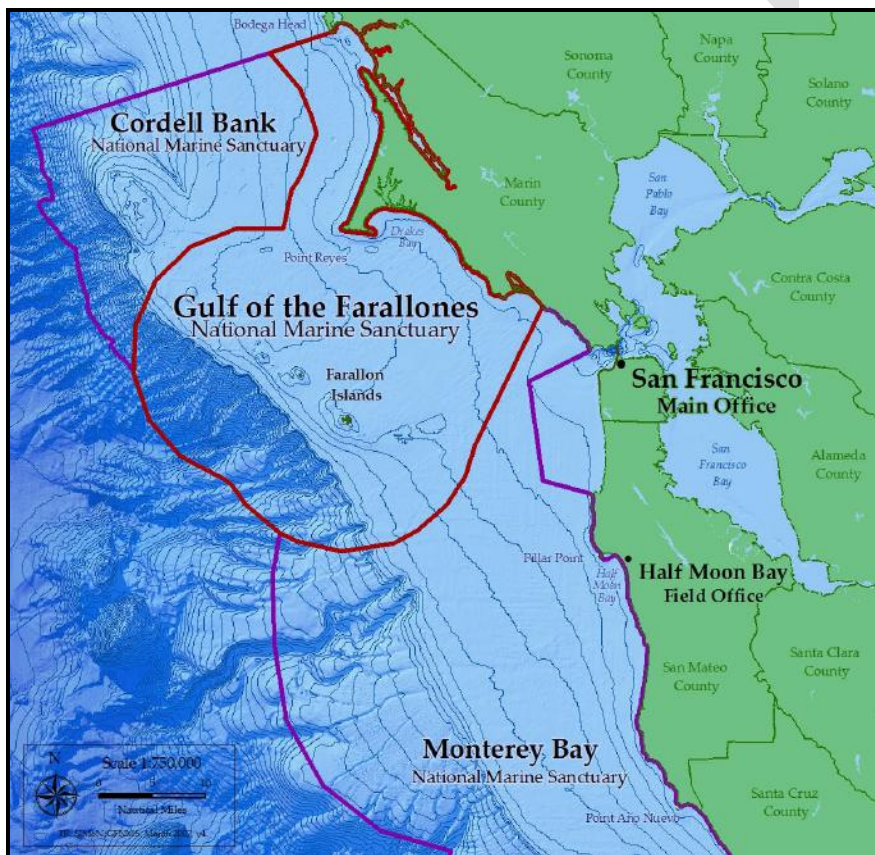 Bodega Head
Sonoma
County
Napa
County
Solano
County
Cordell Bank
National Marine Sanctuary
Marin
County
San
Pablo
Bay
Drakes
Bay
Point Reyes
Contra Costa
County
Gulf of the Farallones
National Marine Sanctuary
Farallon
Islands
San Francisco
Main Office
San
Francisco
Bay
Alameda
County
Pillar Point
Half
Moon
Bay
Half Moon Bay
Field Office
San Mateo
County
Santa Clara
County
Monterey Bay
National Marine Sanctuary
N
Scale 1:750,000
0
10
Nautical Miles
Point Año Nuevo
Santa Cruz
County